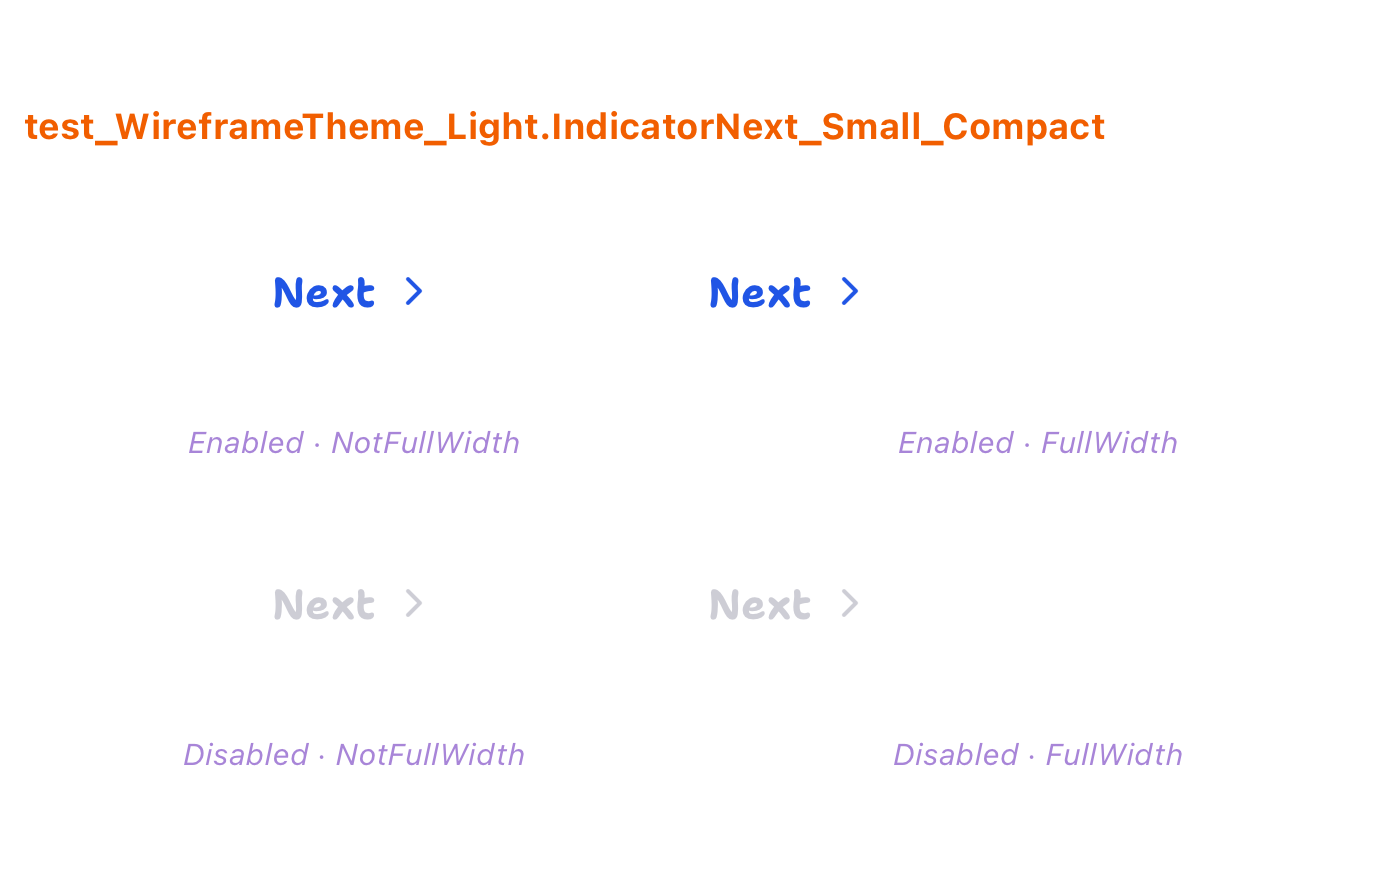 test_WireframeTheme_Light.IndicatorNext_Small_Compact
Next
Next
Enabled · NotFullWidth
Enabled · FullWidth
Next
Next
Disabled · NotFullWidth
Disabled · FullWidth